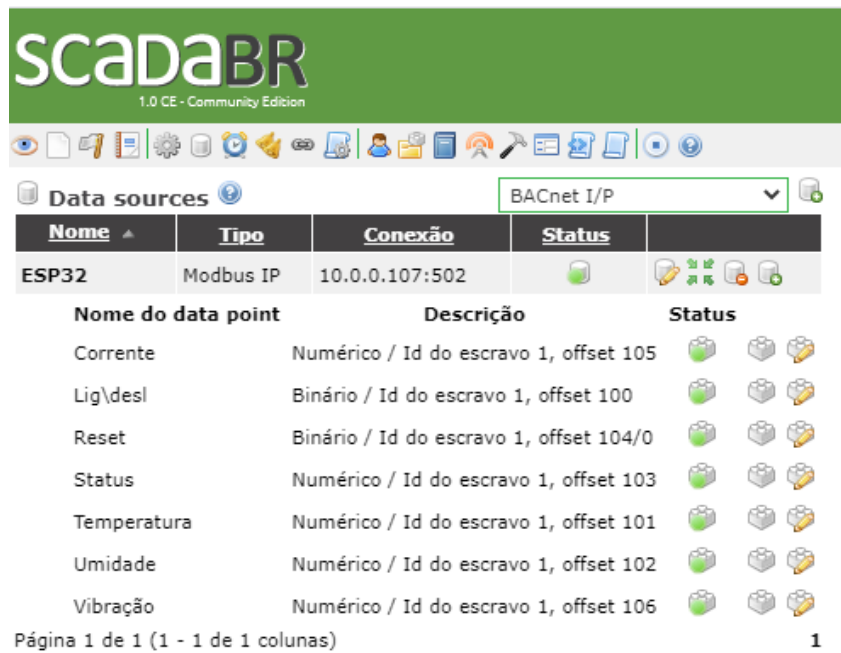 scaDaBR
1.0 CE - Community Edition
Data sources BACnet I/P
Nome Tipo Conexão Status
ESP32 Modbus IP 10.0.0.107:502
Nome do data point Descrição Status
Corrente Numérico / Id do escravo 1, offset 105
Lig\desl Binário / Id do escravo 1, offset 100
Reset Binário / Id do escravo 1, offset 104/0
Status Numérico / Id do escravo 1, offset 103
Temperatura Numérico / Id do escravo 1, offset 101
Umidade Numérico / Id do escravo 1, offset 102
Vibração Numérico / Id do escravo 1, offset 106
Página 1 de 1 (1 - 1 de 1 colunas) 1